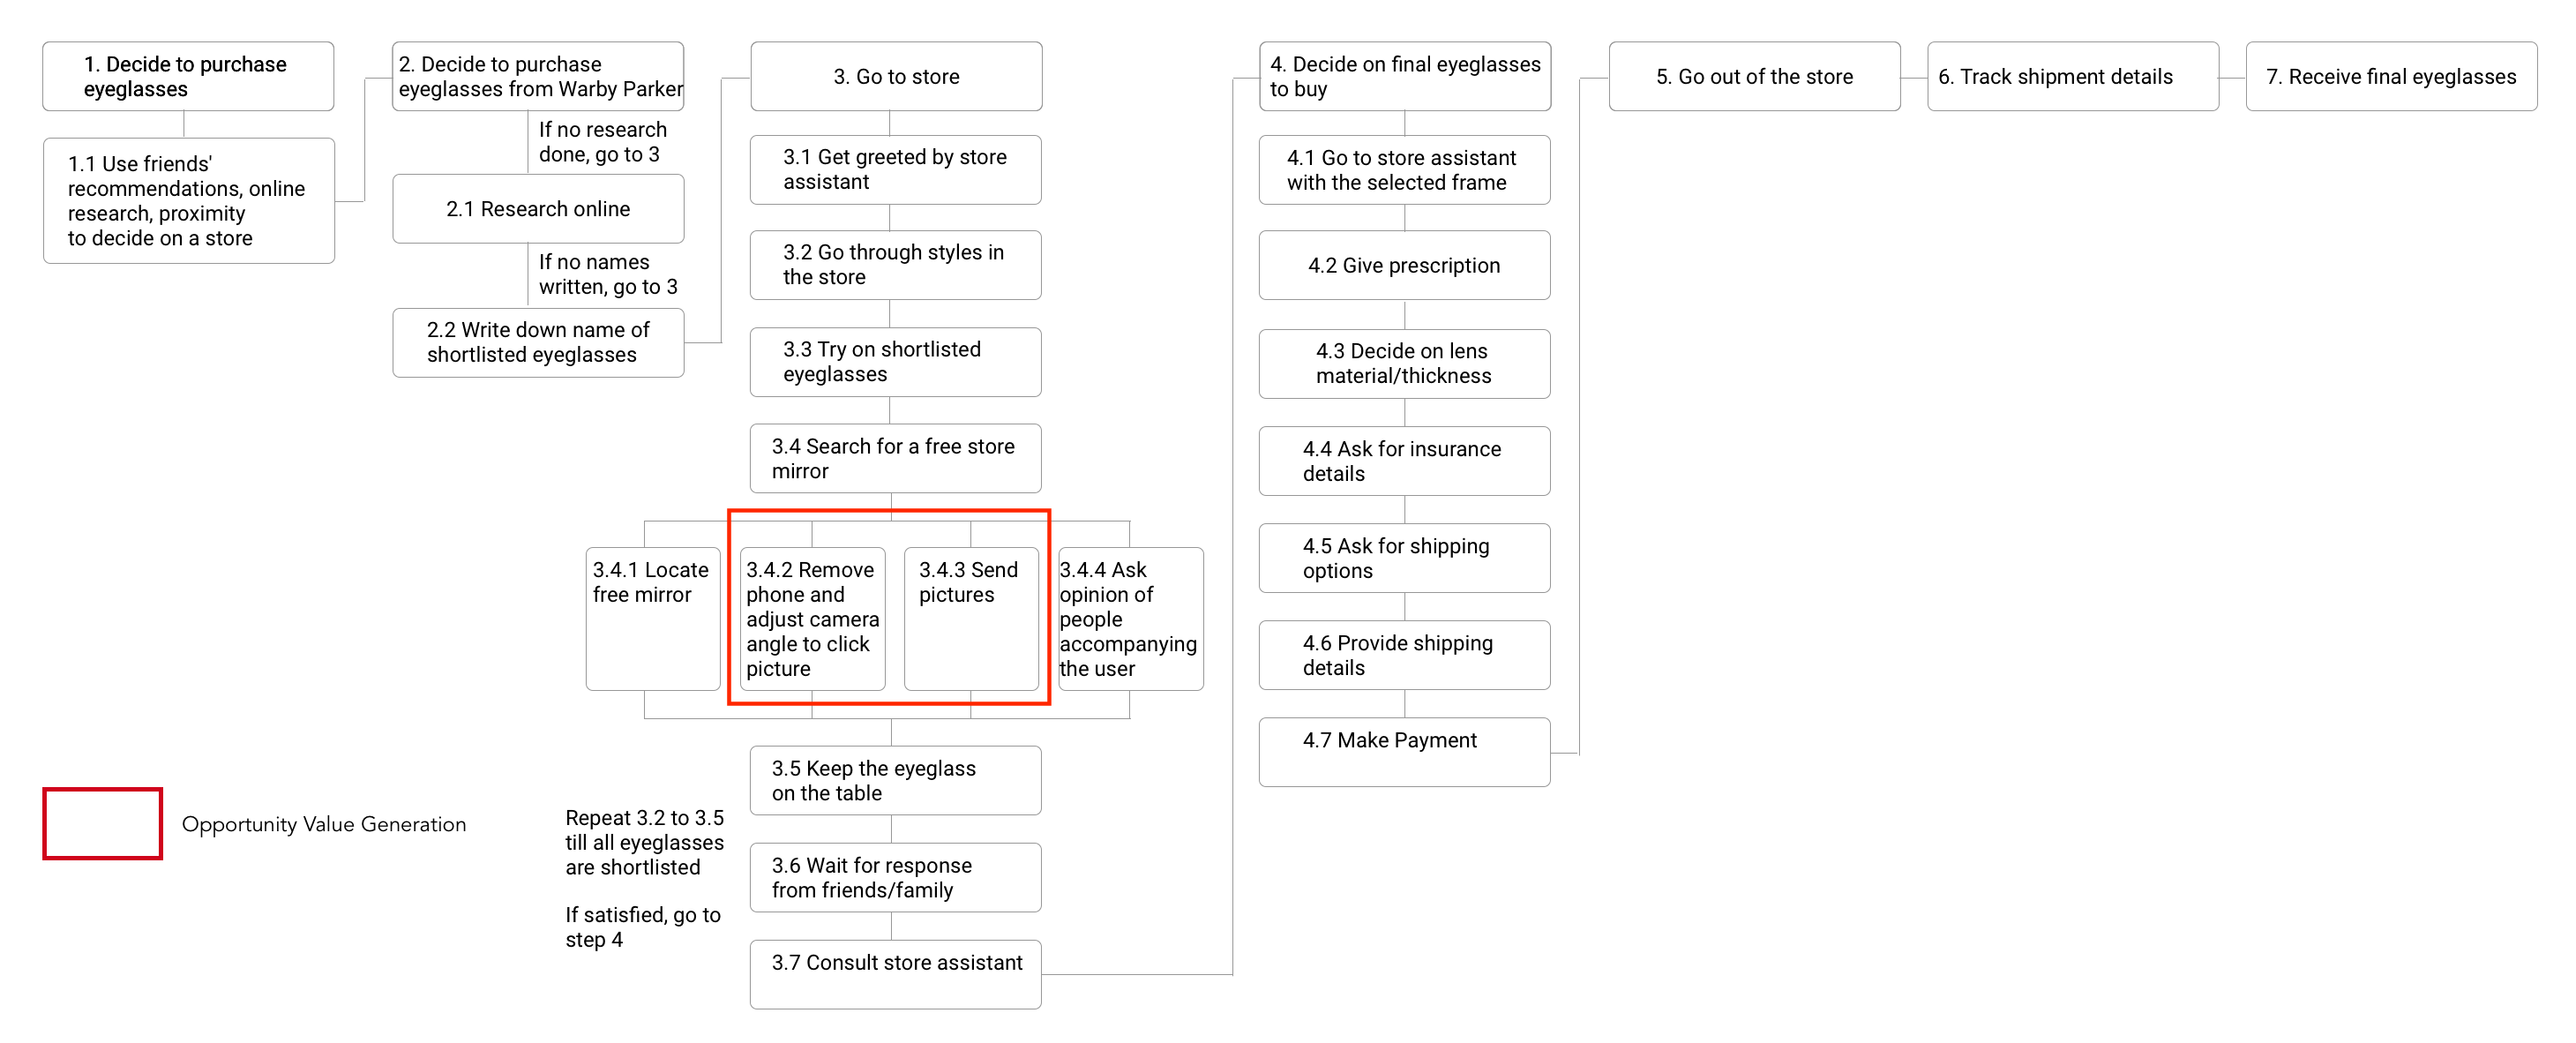 1. Decide to purchase
eyeglasses
1.1 Use friends'
recommendations, online
research, proximity
to decide on a store
2. Decide to purchase
eyeglasses from Warby Parker
If no research
done, go to 3
2.1 Research online
If no names
written, go to 3
2.2 Write down name of
shortlisted eyeglasses
3. Go to store
3.1 Get greeted by store
assistant
3.2 Go through styles in
the store
3.3 Try on shortlisted
eyeglasses
3.4 Search for a free store
mirror
3.4.1 Locate
free mirror
3.4.2 Remove
phone and
adjust camera
angle to click
picture
3.4.3 Send
pictures
3.4.4 Ask
opinion of
people
accompanying
the user
3.5 Keep the eyeglass
on the table
3.6 Wait for response
from friends/family
3.7 Consult store assistant
Repeat 3.2 to 3.5
till all eyeglasses
are shortlisted
If satisfied, go to
step 4
4. Decide on final eyeglasses
to buy
4.1 Go to store assistant
with the selected frame
4.2 Give prescription
4.3 Decide on lens
material/thickness
4.4 Ask for insurance
details
4.5 Ask for shipping
options
4.6 Provide shipping
details
4.7 Make Payment
5. Go out of the store
6. Track shipment details
7. Receive final eyeglasses
Opportunity Value Generation